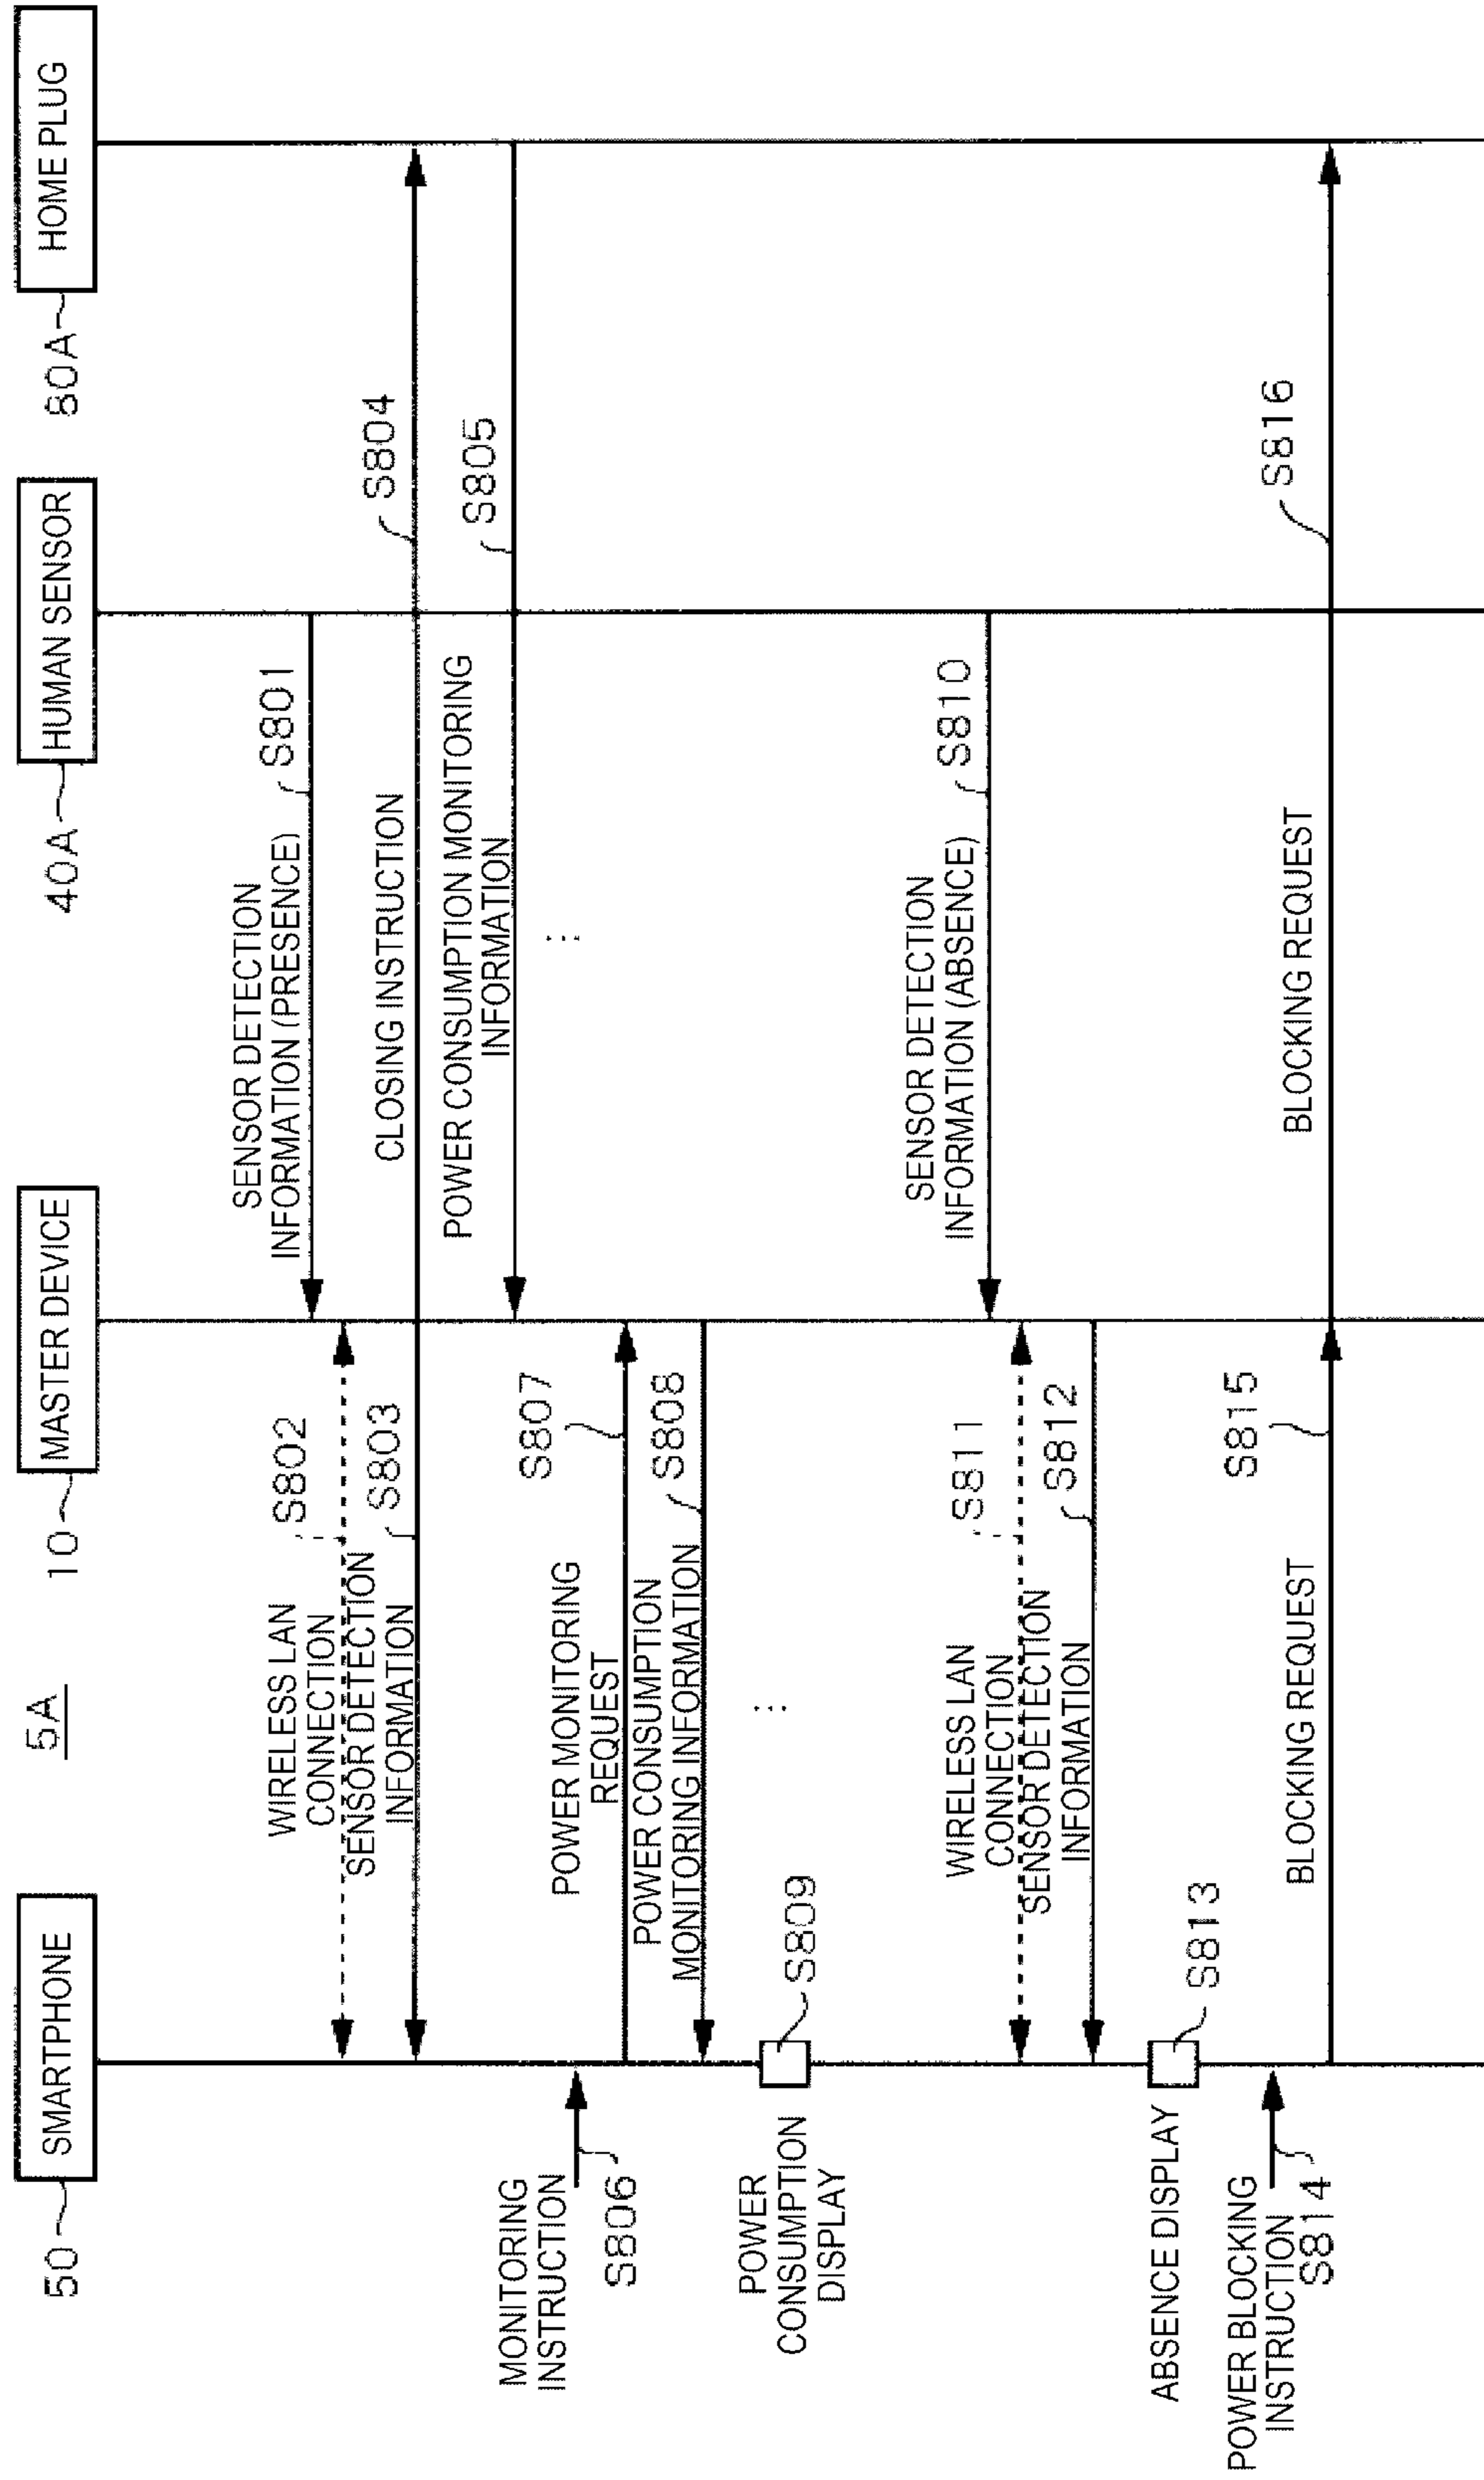 5A
50
SMARTPHONE
10
MASTER DEVICE
40A
HUMAN SENSOR
80A
HOME PLUG
SENSOR DETECTION
INFORMATION (PRESENCE)
S801
WIRELESS LAN
CONNECTION
S802
SENSOR DETECTION
INFORMATION
S803
CLOSING INSTRUCTION
S804
POWER CONSUMPTION MONITORING
INFORMATION
S805
MONITORING
INSTRUCTION
S806
POWER MONITORING
REQUEST
S807
POWER CONSUMPTION
MONITORING INFORMATION
S808
POWER
CONSUMPTION
DISPLAY
S809
SENSOR DETECTION
INFORMATION (ABSENCE)
S810
WIRELESS LAN
CONNECTION
S811
SENSOR DETECTION
INFORMATION
S812
ABSENCE DISPLAY
S813
POWER BLOCKING
INSTRUCTION
S814
BLOCKING REQUEST
S815
BLOCKING REQUEST
S816